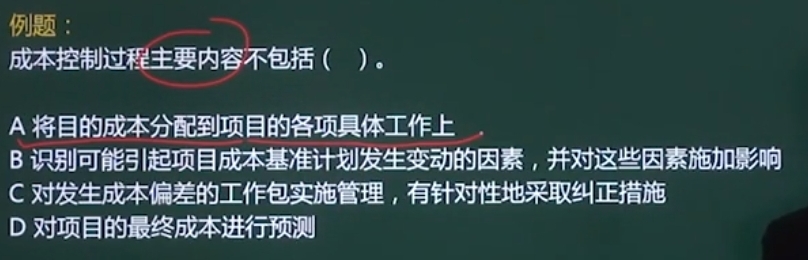 例题：
成本控制过程主要内容不包括（ ）。
A 将目的成本分配到项目的各项具体工作上
B 识别可能引起项目成本基准计划发生变动的因素，并对这些因素施加影响
C 对发生成本偏差的工作包实施管理，有针对性地采取纠正措施
D 对项目的最终成本进行预测